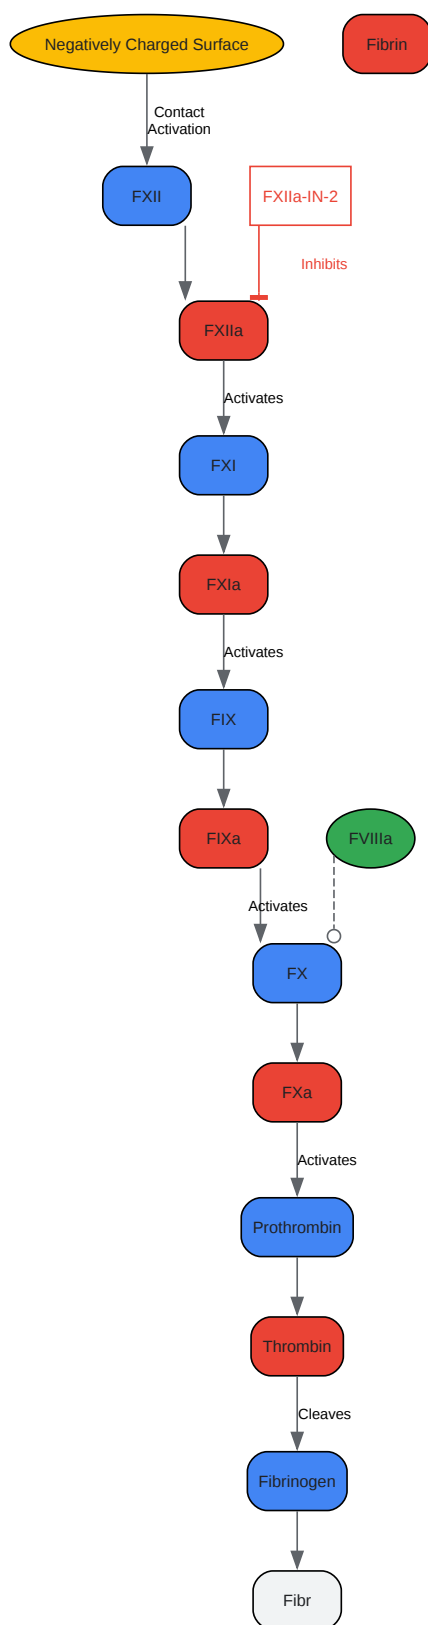 Negatively Charged Surface
Fibrin
Contact
Activation
FXII
FXIIa-IN-2
Inhibits
FXIIa
Activates
FXI
FXIa
Activates
FIX
FIXa
FVIIIa
Activates
FX
FXa
Activates
Prothrombin
Thrombin
Cleaves
Fibrinogen
Fibr